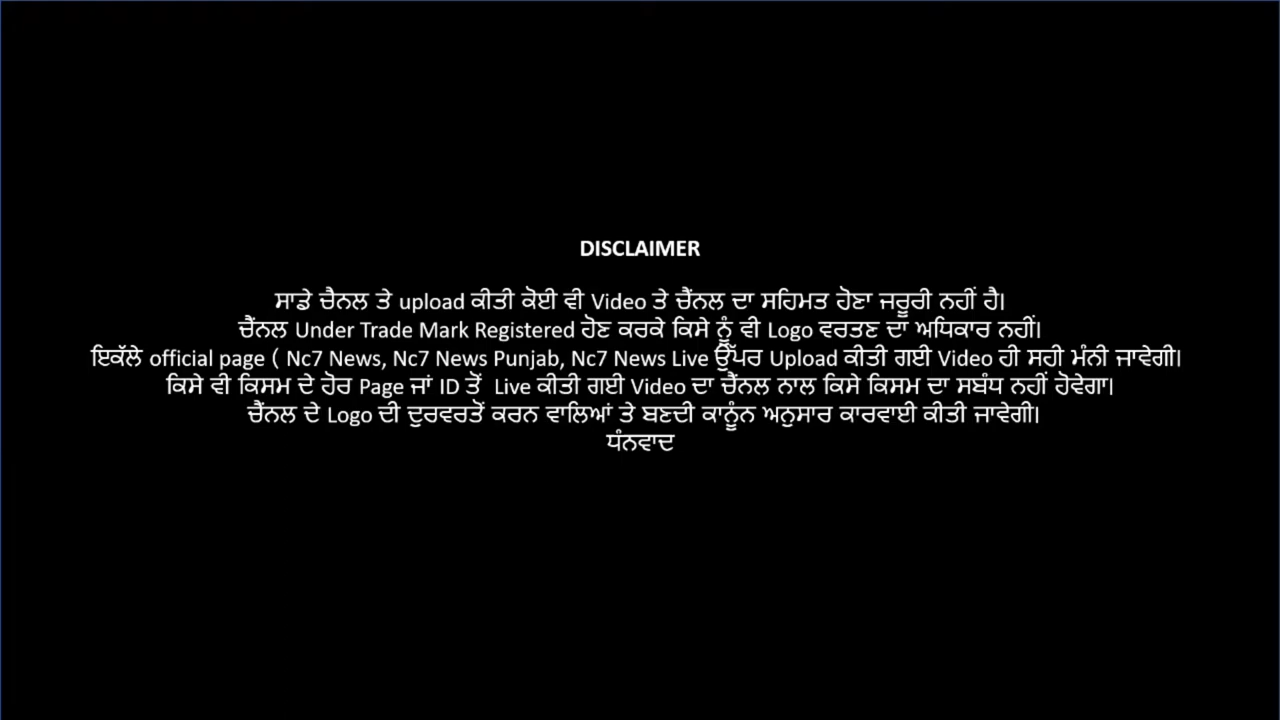 DISCLAIMER
ਸਾਡੇ ਚੈਨਲ ਤੇ upload ਕੀਤੀ ਕੋਈ ਵੀ Video ਤੇ ਚੈੱਨਲ ਦਾ ਸਹਿਮਤ ਹੋਣਾ ਜਰੂਰੀ ਨਹੀਂ ਹੈ।
ਚੈੱਨਲ Under Trade Mark Registered ਹੋਣ ਕਰਕੇ ਕਿਸੇ ਨੂੰ ਵੀ Logo ਵਰਤਣ ਦਾ ਅਧਿਕਾਰ ਨਹੀਂ।
ਇਕੱਲੇ official page ( Nc7 News, Nc7 News Punjab, Nc7 News Live ਉੱਪਰ Upload ਕੀਤੀ ਗਈ Video ਹੀ ਸਹੀ ਮੰਨੀ ਜਾਵੇਗੀ।
ਕਿਸੇ ਵੀ ਕਿਸਮ ਦੇ ਹੋਰ Page ਜਾਂ ID ਤੋਂ Live ਕੀਤੀ ਗਈ Video ਦਾ ਚੈੱਨਲ ਨਾਲ ਕਿਸੇ ਕਿਸਮ ਦਾ ਸਬੰਧ ਨਹੀਂ ਹੋਵੇਗਾ।
ਚੈੱਨਲ ਦੇ Logo ਦੀ ਦੁਰਵਰਤੋਂ ਕਰਨ ਵਾਲਿਆਂ ਤੇ ਬਣਦੀ ਕਾਨੂੰਨ ਅਨੁਸਾਰ ਕਾਰਵਾਈ ਕੀਤੀ ਜਾਵੇਗੀ।
ਧੰਨਵਾਦ